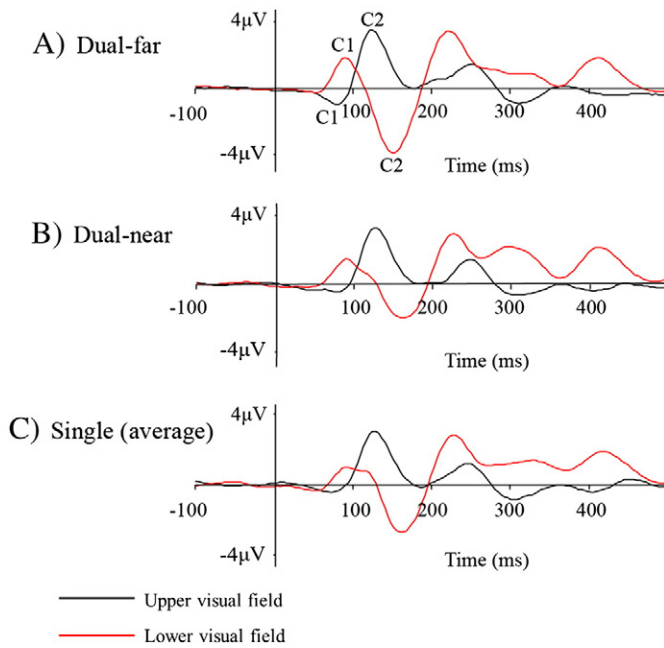 4µV
A) Dual-far
C1
C2
C1
C2
-100
100
200
300
400
-4µV
Time (ms)
4µV
B) Dual-near
-100
100
200
300
400
-4µV
Time (ms)
4µV
C) Single (average)
-100
100
200
300
400
-4µV
Time (ms)
Upper visual field
Lower visual field